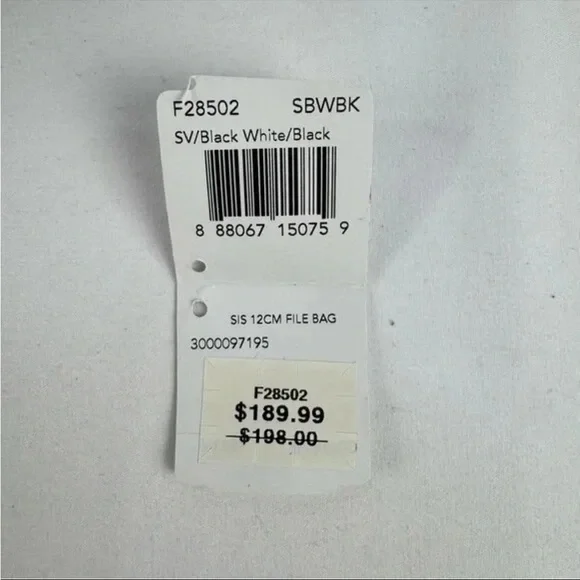 F28502 SBWBK
SV/Black White/Black
8 88067 15075 9
SIS 12CM FILE BAG
3000097195
F28502
$189.99
$198.00